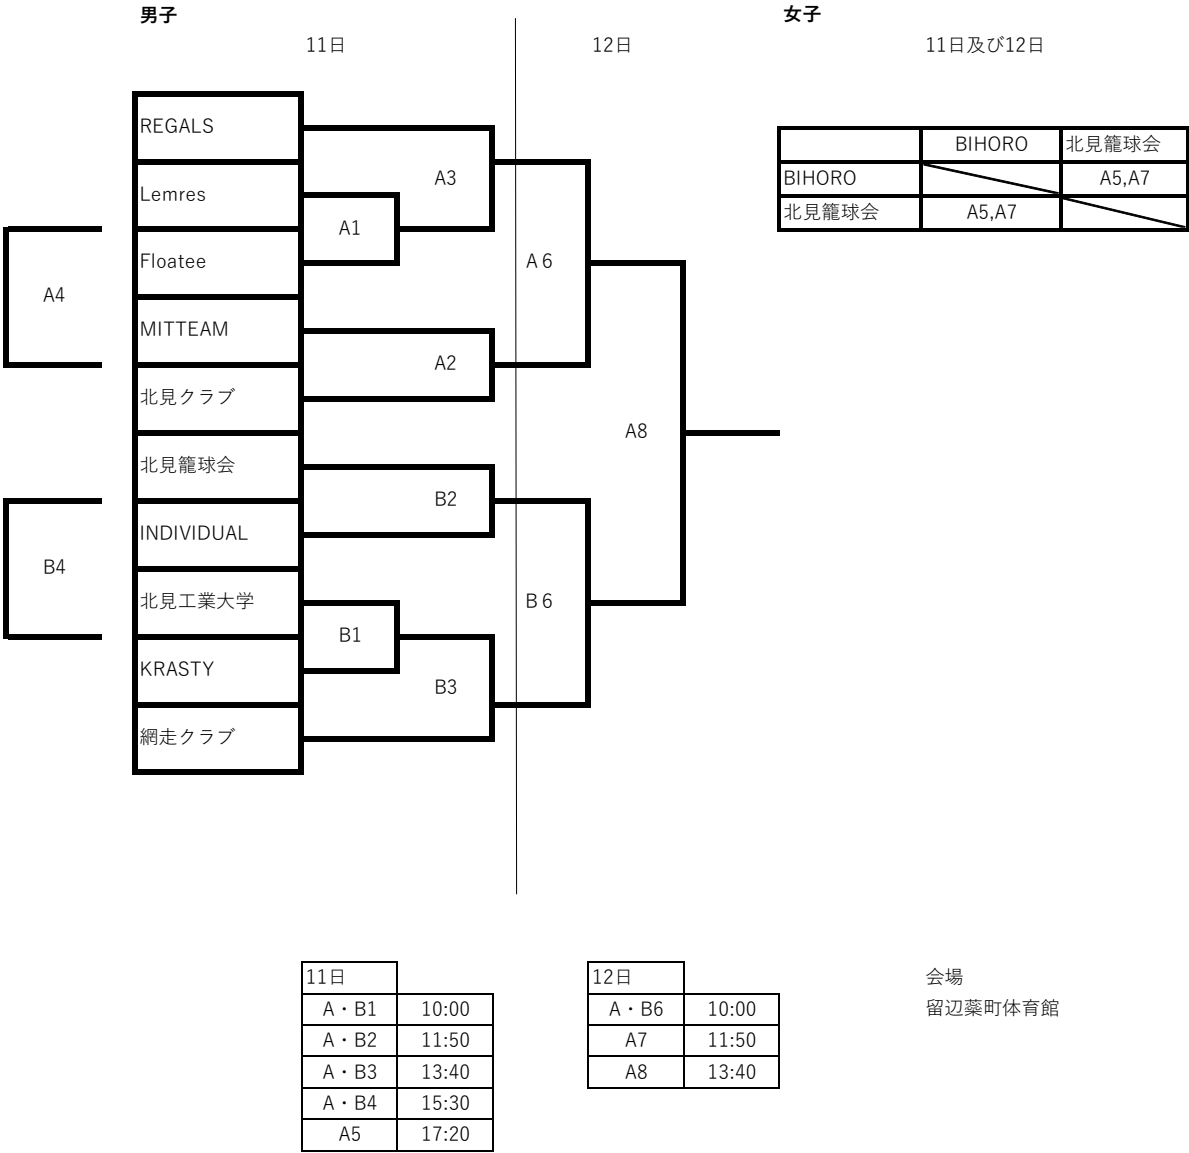 男子
女子
11日
12日
11日及び12日
REGALS
Lemres
Floatee
MITTEAM
北見クラブ
北見籠球会
INDIVIDUAL
北見工業大学
KRASTY
網走クラブ
A4
B4
A1
B1
A3
A2
B2
B3
A６
B６
A8
BIHORO 北見籠球会
BIHORO A5,A7
北見籠球会 A5,A7
11日
A・B1 10:00
A・B2 11:50
A・B3 13:40
A・B4 15:30
A5 17:20
12日
A・B6 10:00
A7 11:50
A8 13:40
会場
留辺蘂町体育館